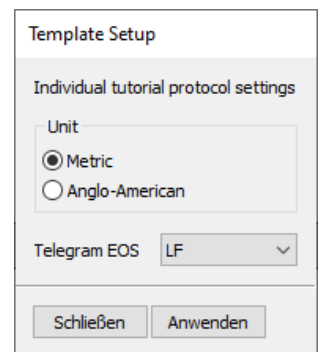 Template Setup
Individual tutorial protocol settings
Unit
Metric
Anglo-American
Telegram EOS LF
Schließen Anwenden